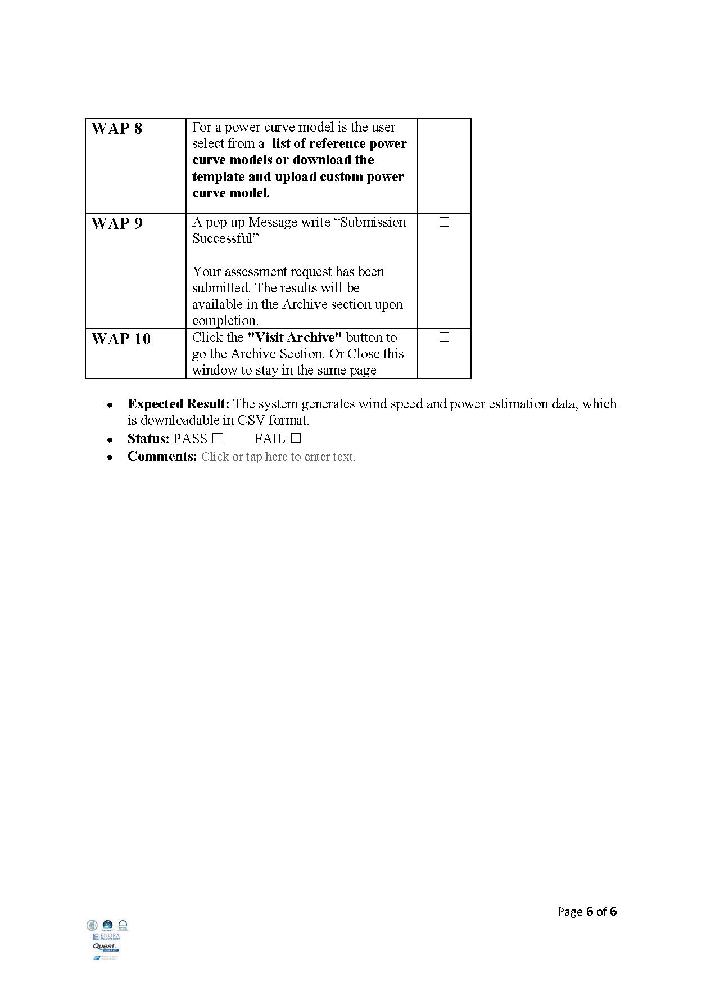 WAP 8
For a power curve model is the user
select from a list of reference power
curve models or download the
template and upload custom power
curve model.
WAP 9
A pop up Message write “Submission
Successful”
Your assessment request has been
submitted. The results will be
available in the Archive section upon
completion.
☐
WAP 10
Click the "Visit Archive" button to
go the Archive Section. Or Close this
window to stay in the same page
☐
● Expected Result: The system generates wind speed and power estimation data, which
is downloadable in CSV format.
● Status: PASS ☐ FAIL ☐
● Comments: Click or tap here to enter text.
Page 6 of 6
ENORA
INNOVATION
Quest
ENERGY